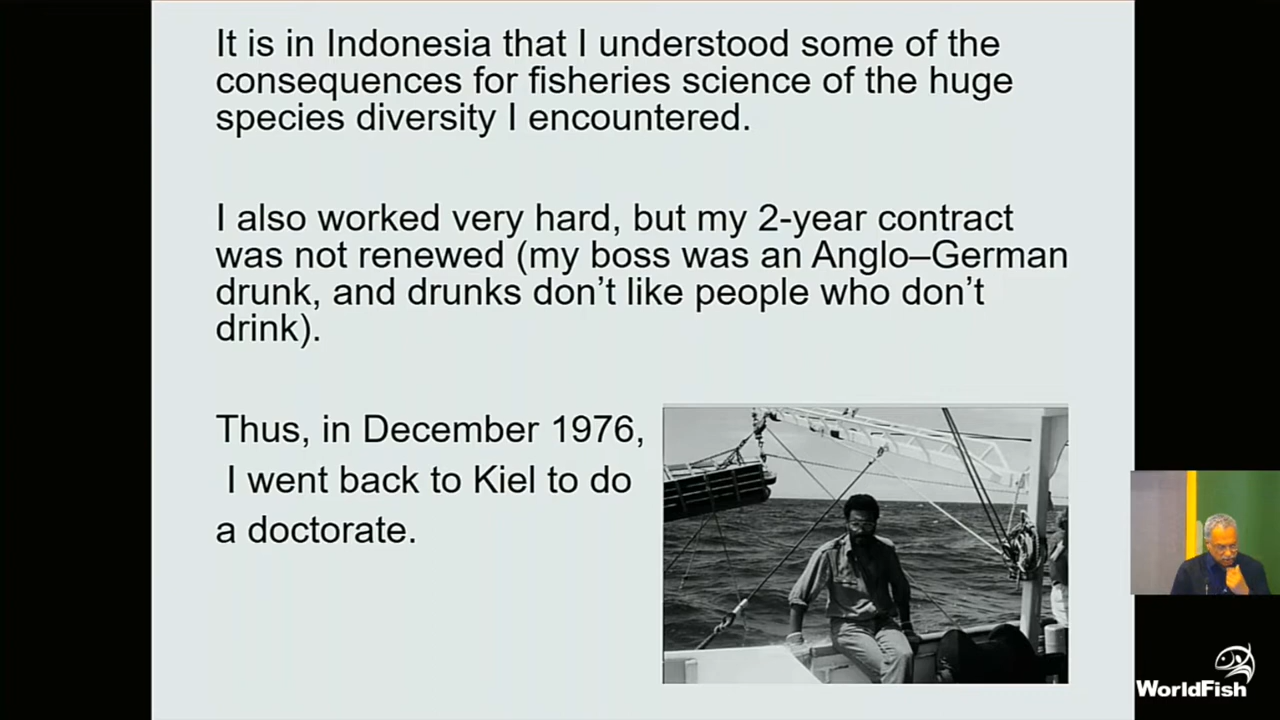 It is in Indonesia that I understood some of the
consequences for fisheries science of the huge
species diversity I encountered.
I also worked very hard, but my 2-year contract
was not renewed (my boss was an Anglo–German
drunk, and drunks don’t like people who don’t
drink).
Thus, in December 1976,
I went back to Kiel to do
a doctorate.
WorldFish